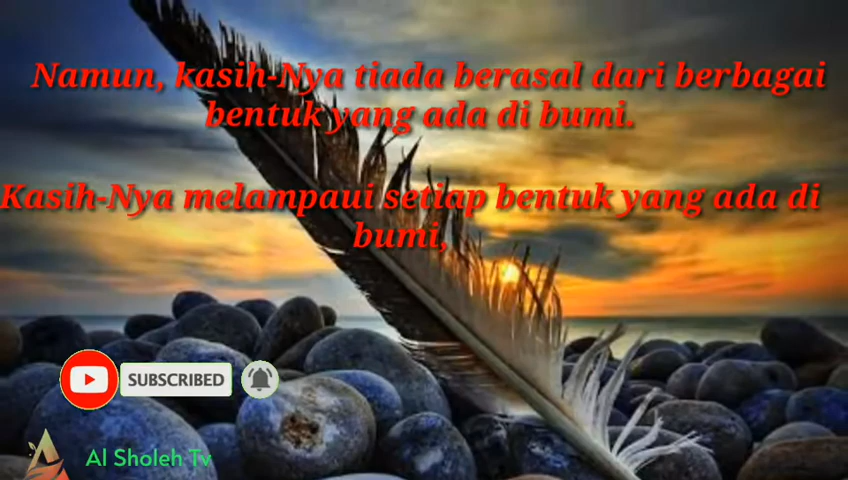 Namun, kasih-Nya tiada berasal dari berbagai
bentuk yang ada di bumi.
Kasih-Nya melampaui setiap bentuk yang ada di
bumi,
SUBSCRIBED
Al Sholeh Tv